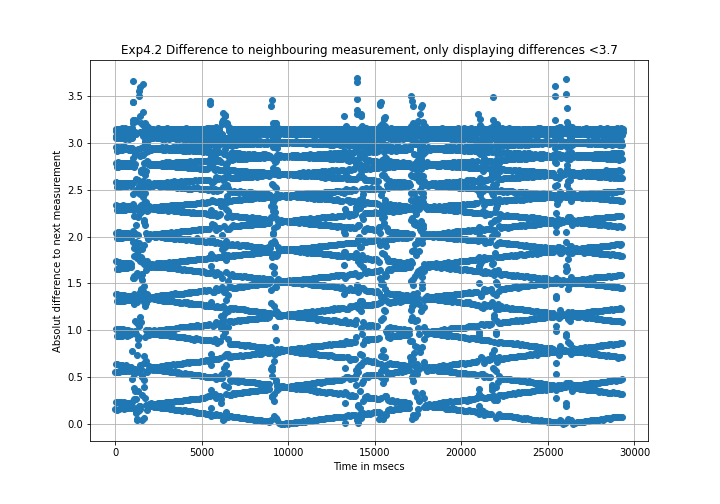 Exp4.2 Difference to neighbouring measurement, only displaying differences <3.7
Absolut difference to next measurement
3.5
3.0
2.5
2.0
1.5
1.0
0.5
0.0
0 5000 10000 15000 20000 25000 30000
Time in msecs